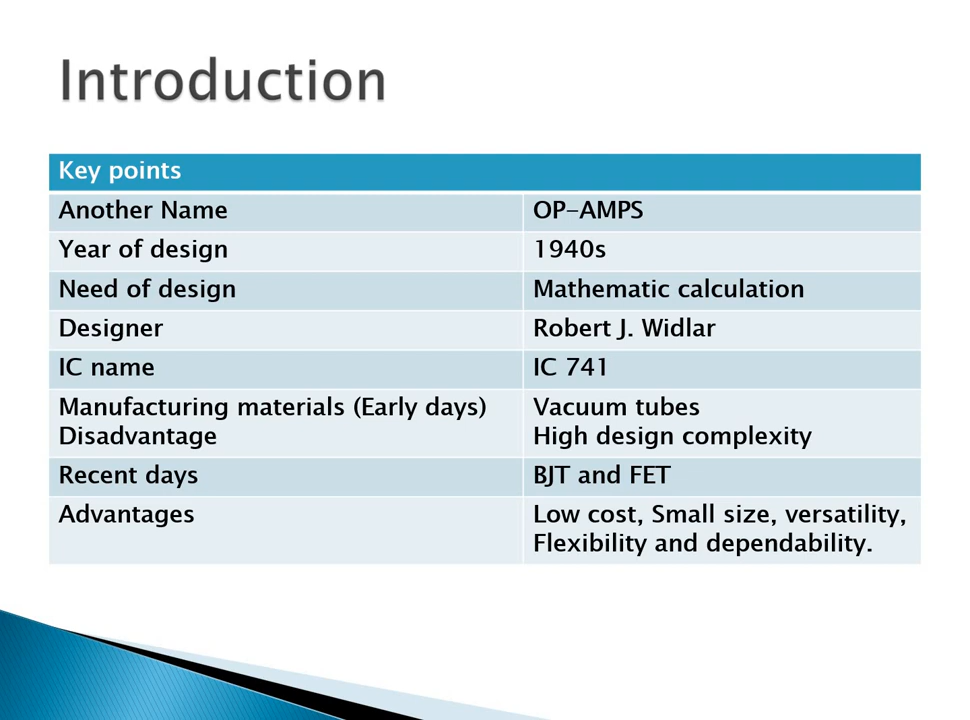 Introduction
Key points
Another Name OP-AMPS
Year of design 1940s
Need of design Mathematic calculation
Designer Robert J. Widlar
IC name IC 741
Manufacturing materials (Early days) Vacuum tubes
Disadvantage High design complexity
Recent days BJT and FET
Advantages Low cost, Small size, versatility,
Flexibility and dependability.